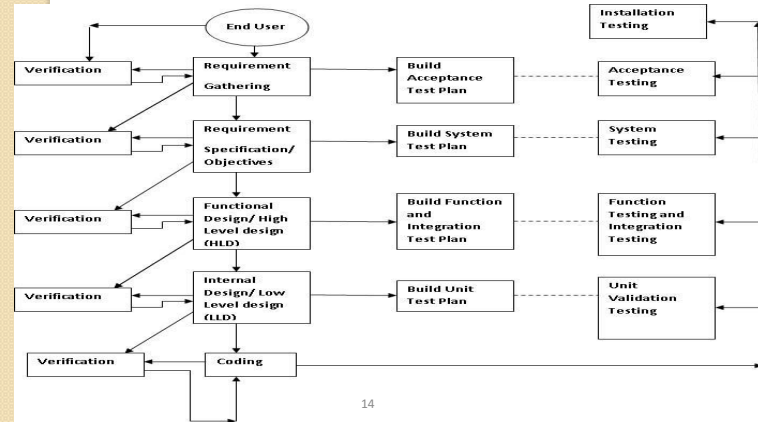 End User
Installation
Testing
Verification
Requirement
Gathering
Build
Acceptance
Test Plan
Acceptance
Testing
Verification
Requirement
Specification/
Objectives
Build System
Test Plan
System
Testing
Verification
Functional
Design/ High
Level design
(HLD)
Build Function
and
Integration
Test Plan
Function
Testing and
Integration
Testing
Verification
Internal
Design/ Low
Level design
(LLD)
Build Unit
Test Plan
Unit
Validation
Testing
Verification
Coding
14